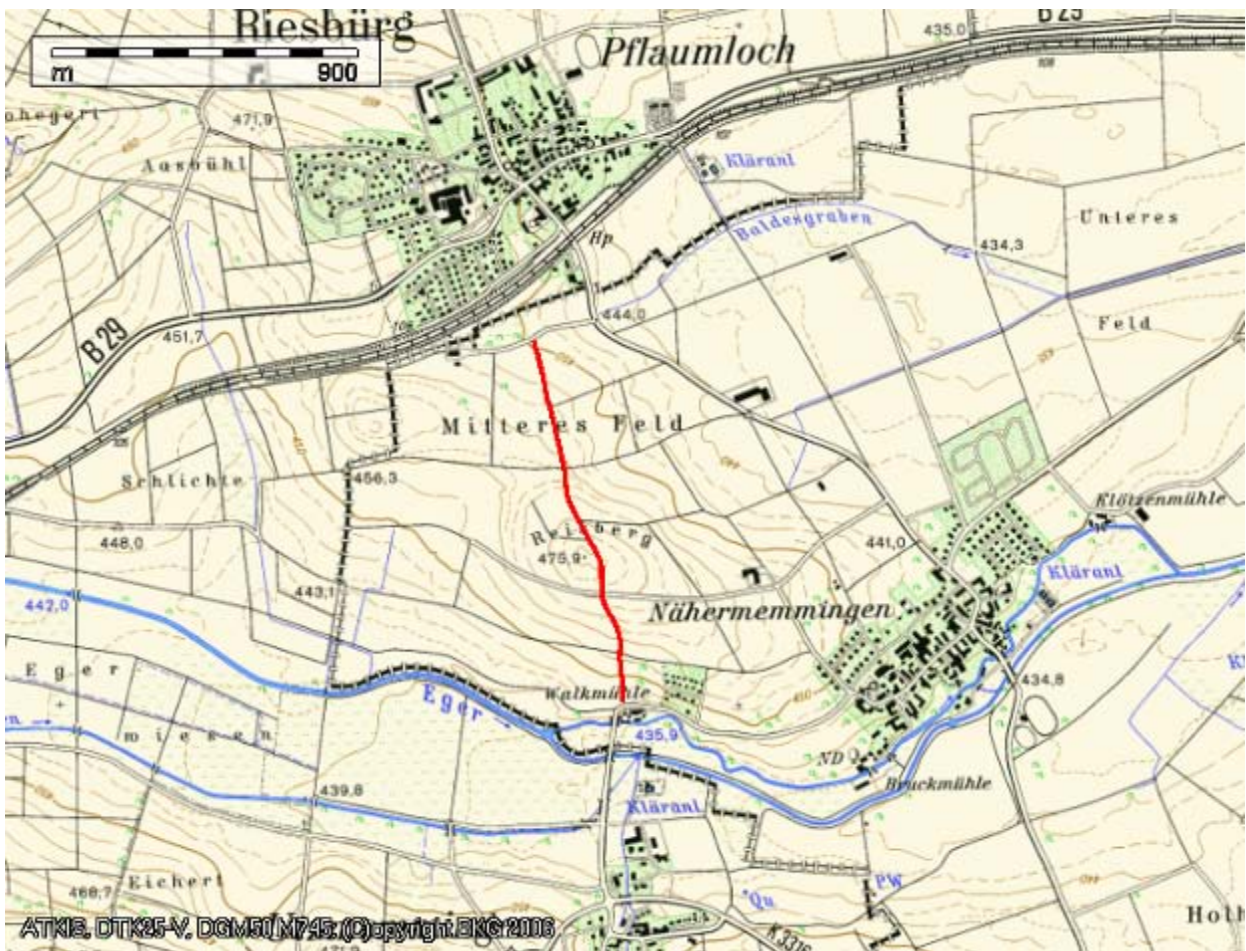 Riesbürg
B 29
435,0
m
900
Pflaumloch
471,9
Aasbühl
Kläranl
Unteres
Baldesgraben
Hp
434,3
451,7
444,0
B 29
Feld
Mitteres Feld
456,3
Schlichte
Klötzenmühle
448,0
Reisberg
441,0
475,9
Kläranl
443,1
442,0
Nähermemmingen
Eger
Walkmühle
Eger
434,8
wiesen
435,9
ND
Bruckmühle
439,8
Kläranl
Eichert
PW
468,7
Qu
Hoth
K 3316
ATKIS, DTK25-V, DGM50 M745; (C)opyright BKG 2006